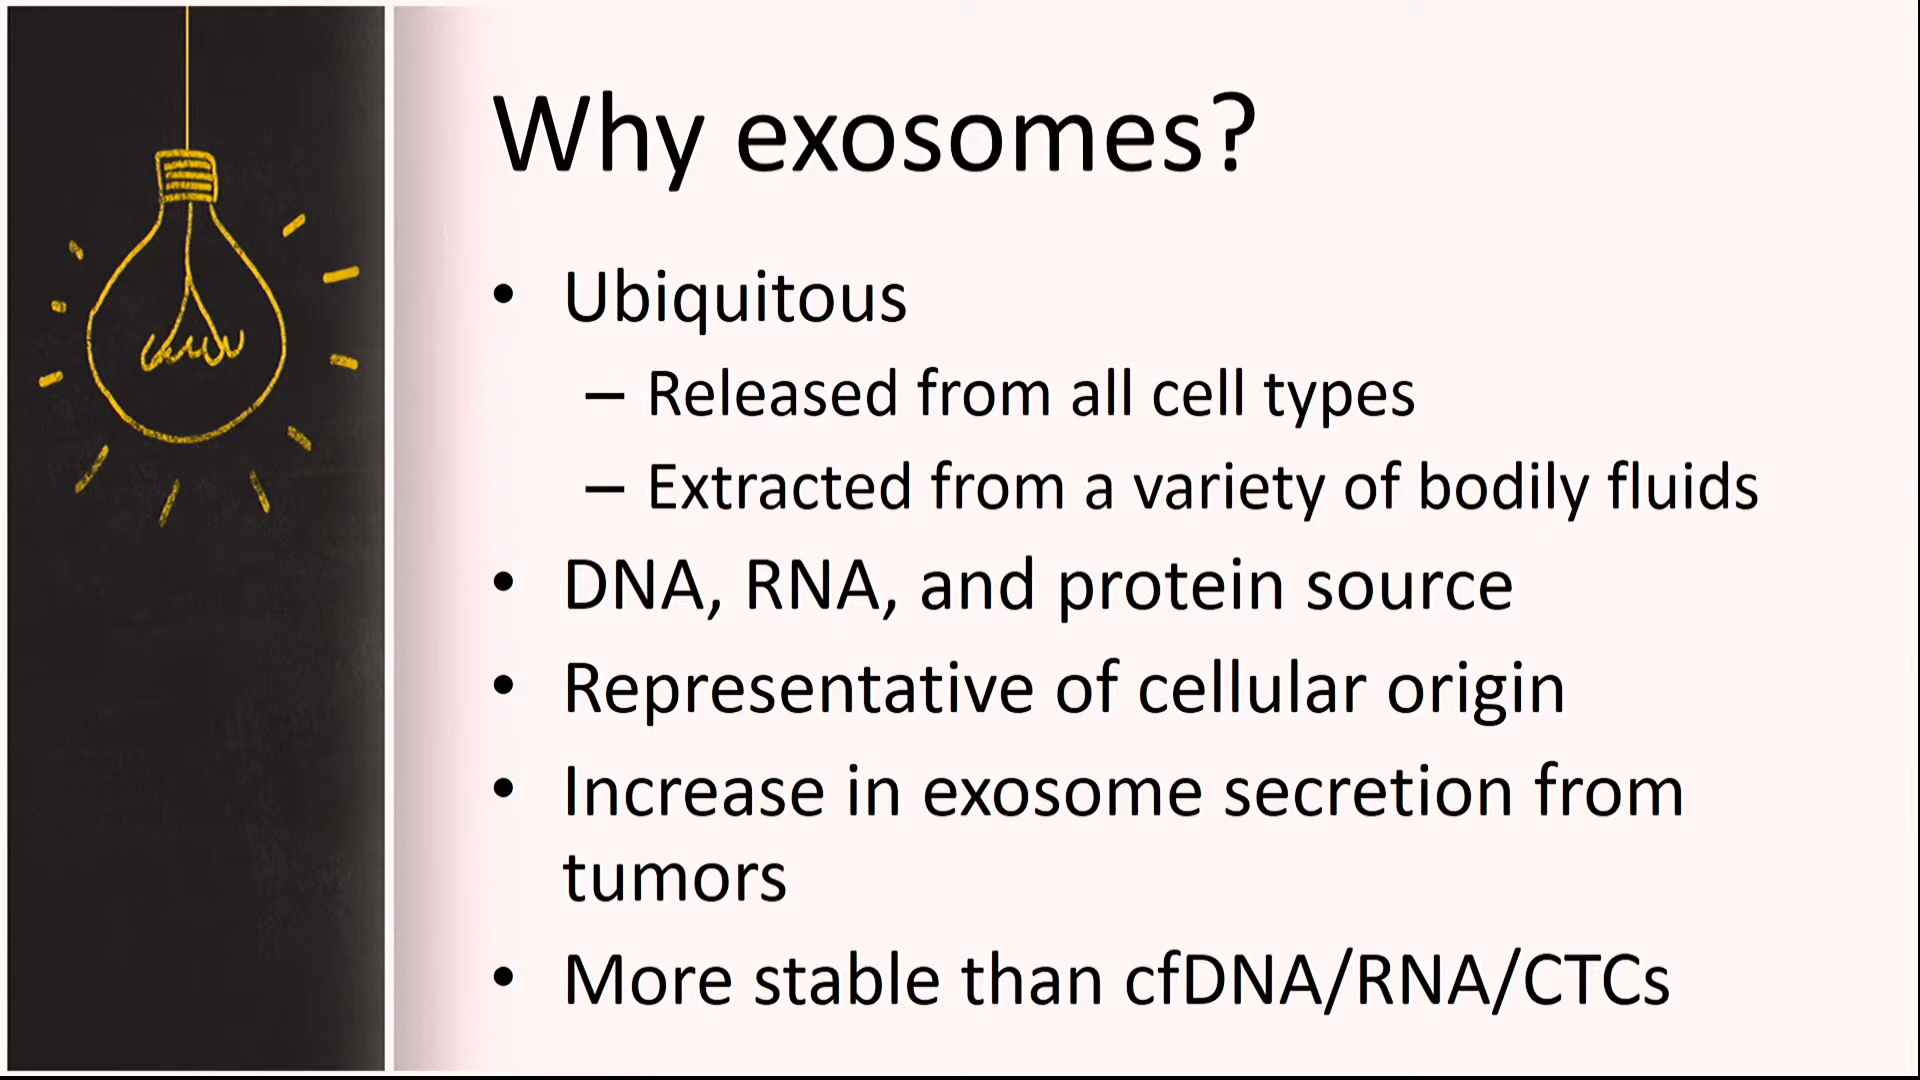 Why exosomes?
• Ubiquitous
– Released from all cell types
– Extracted from a variety of bodily fluids
• DNA, RNA, and protein source
• Representative of cellular origin
• Increase in exosome secretion from
tumors
• More stable than cfDNA/RNA/CTCs